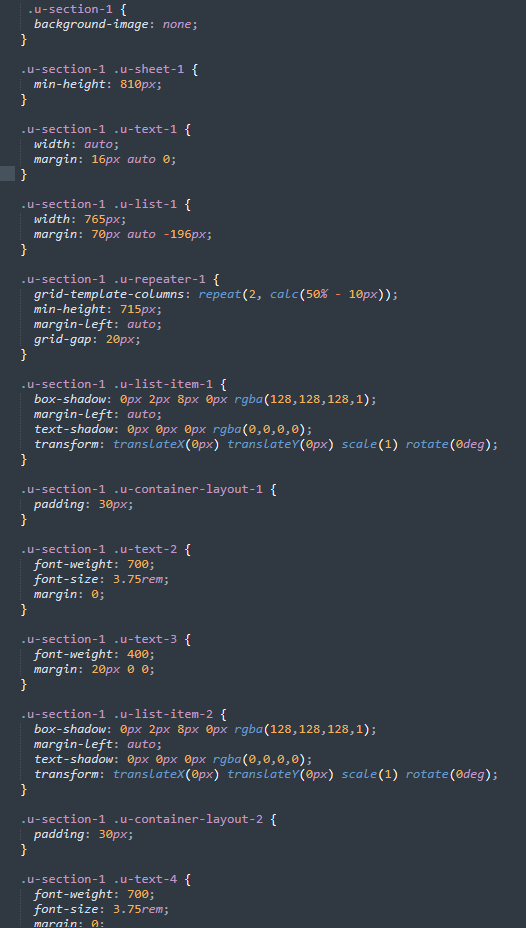 .u-section-1 {
background-image: none;
}
.u-section-1 .u-sheet-1 {
min-height: 810px;
}
.u-section-1 .u-text-1 {
width: auto;
margin: 16px auto 0;
}
.u-section-1 .u-list-1 {
width: 765px;
margin: 70px auto -196px;
}
.u-section-1 .u-repeater-1 {
grid-template-columns: repeat(2, calc(50% - 10px));
min-height: 715px;
margin-left: auto;
grid-gap: 20px;
}
.u-section-1 .u-list-item-1 {
box-shadow: 0px 2px 8px 0px rgba(128,128,128,1);
margin-left: auto;
text-shadow: 0px 0px 0px rgba(0,0,0,0);
transform: translateX(0px) translateY(0px) scale(1) rotate(0deg);
}
.u-section-1 .u-container-layout-1 {
padding: 30px;
}
.u-section-1 .u-text-2 {
font-weight: 700;
font-size: 3.75rem;
margin: 0;
}
.u-section-1 .u-text-3 {
font-weight: 400;
margin: 20px 0 0;
}
.u-section-1 .u-list-item-2 {
box-shadow: 0px 2px 8px 0px rgba(128,128,128,1);
margin-left: auto;
text-shadow: 0px 0px 0px rgba(0,0,0,0);
transform: translateX(0px) translateY(0px) scale(1) rotate(0deg);
}
.u-section-1 .u-container-layout-2 {
padding: 30px;
}
.u-section-1 .u-text-4 {
font-weight: 700;
font-size: 3.75rem;
margin: 0;